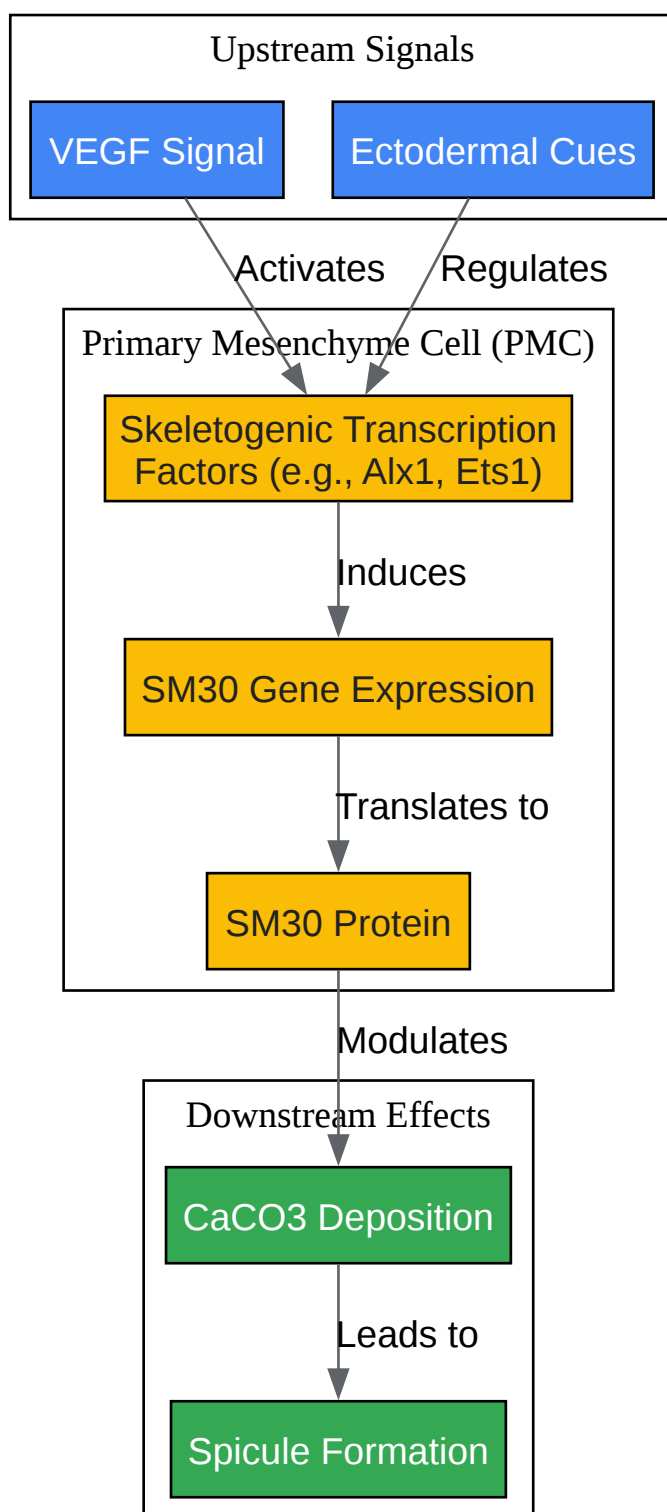 Upstream Signals
VEGF Signal
Ectodermal Cues
Activates
Regulates
Primary Mesenchyme Cell (PMC)
Skeletogenic Transcription
Factors (e.g., Alx1, Ets1)
Induces
SM30 Gene Expression
Translates to
SM30 Protein
Modulates
Downstream Effects
CaCO3 Deposition
Leads to
Spicule Formation